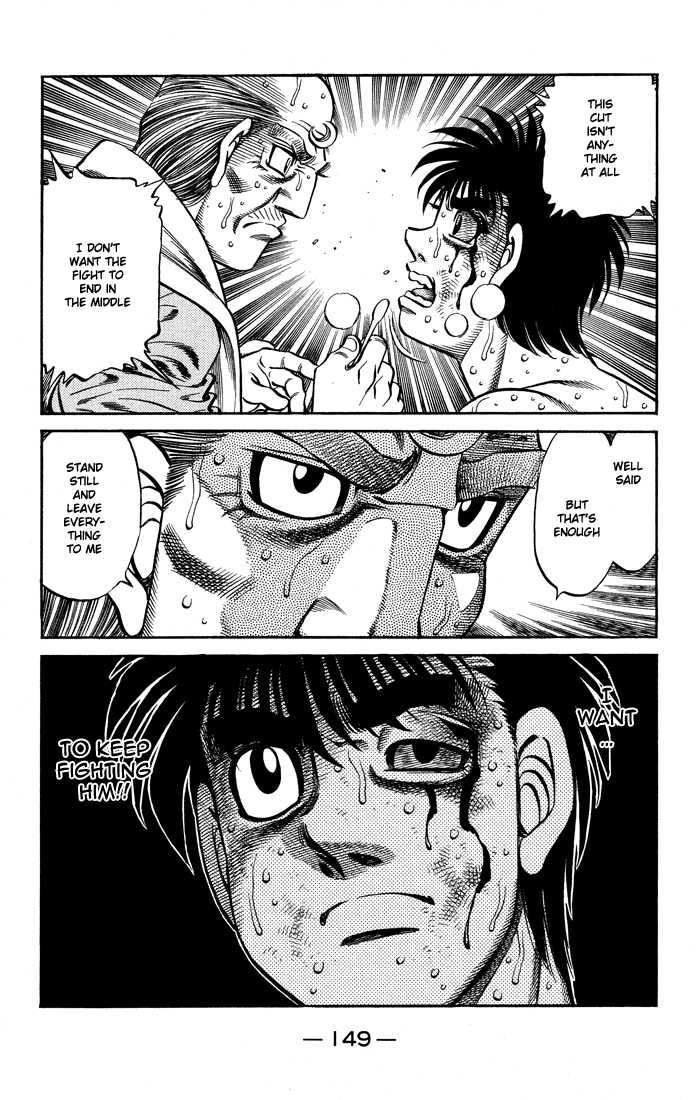 THIS
CUT
ISN'T
ANY-
THING
AT ALL
I DON'T
WANT THE
FIGHT TO
END IN
THE MIDDLE
WELL
SAID
BUT
THAT'S
ENOUGH
STAND
STILL
AND
LEAVE
EVERY-
THING
TO ME
I
WANT
...
TO KEEP
FIGHTING
HIM!!
— 149 —